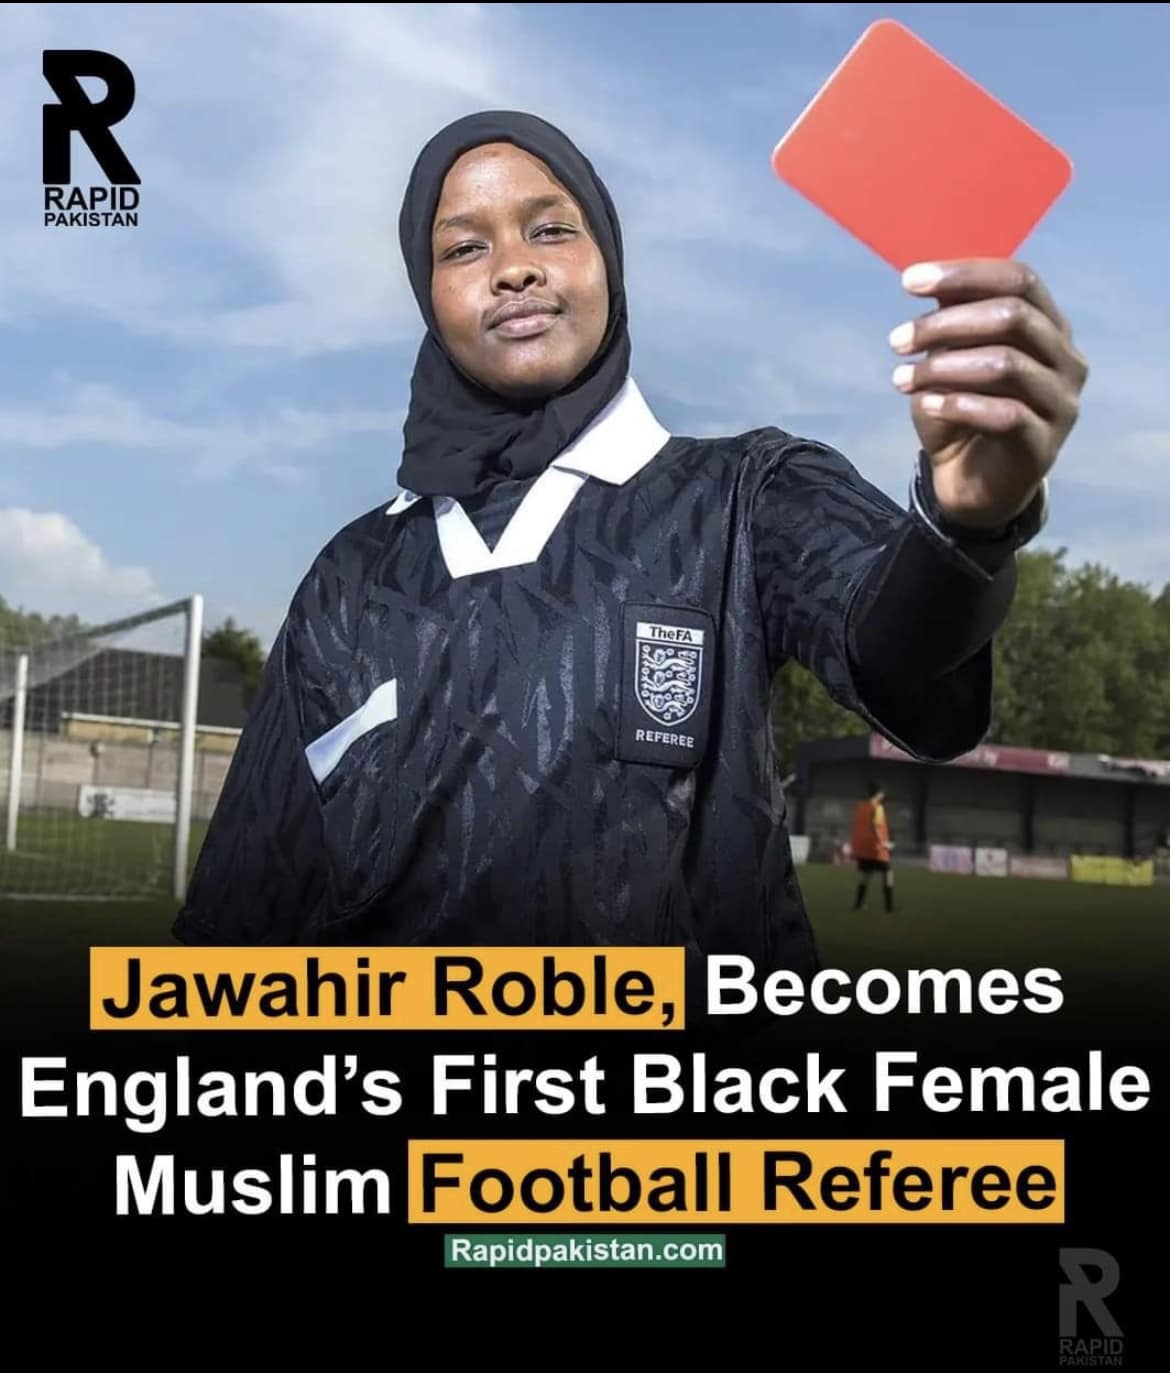 RAPID
PAKISTAN
TheFA
REFEREE
Jawahir Roble, Becomes
England’s First Black Female
Muslim Football Referee
Rapidpakistan.com
RAPID
PAKISTAN